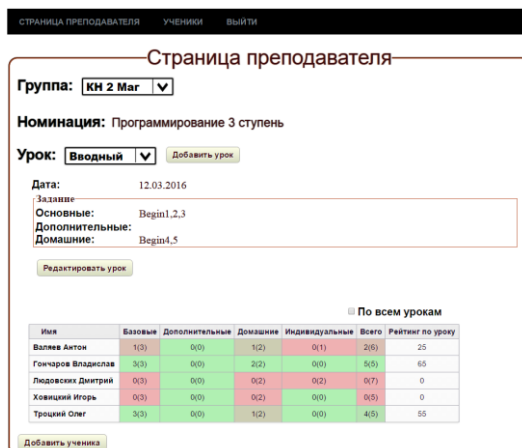 СТРАНИЦА ПРЕПОДАВАТЕЛЯ УЧЕНИКИ ВЫЙТИ
Страница преподавателя
Группа: КН 2 Маг
Номинация: Программирование 3 ступень
Урок: Вводный Добавить урок
Дата: 12.03.2016
Задание
Основные: Begin1,2,3
Дополнительные:
Домашние: Begin4,5
Редактировать урок
По всем урокам
Имя Базовые Дополнительные Домашние Индивидуальные Всего Рейтинг по уроку
Валяев Антон 1(3) 0(0) 1(2) 0(1) 2(6) 25
Гончаров Владислав 3(3) 0(0) 2(2) 0(0) 5(5) 65
Людовских Дмитрий 0(3) 0(0) 0(2) 0(2) 0(7) 0
Ховицкий Игорь 0(3) 0(0) 0(2) 0(0) 0(5) 0
Троцкий Олег 3(3) 0(0) 1(2) 0(0) 4(5) 55
Добавить ученика